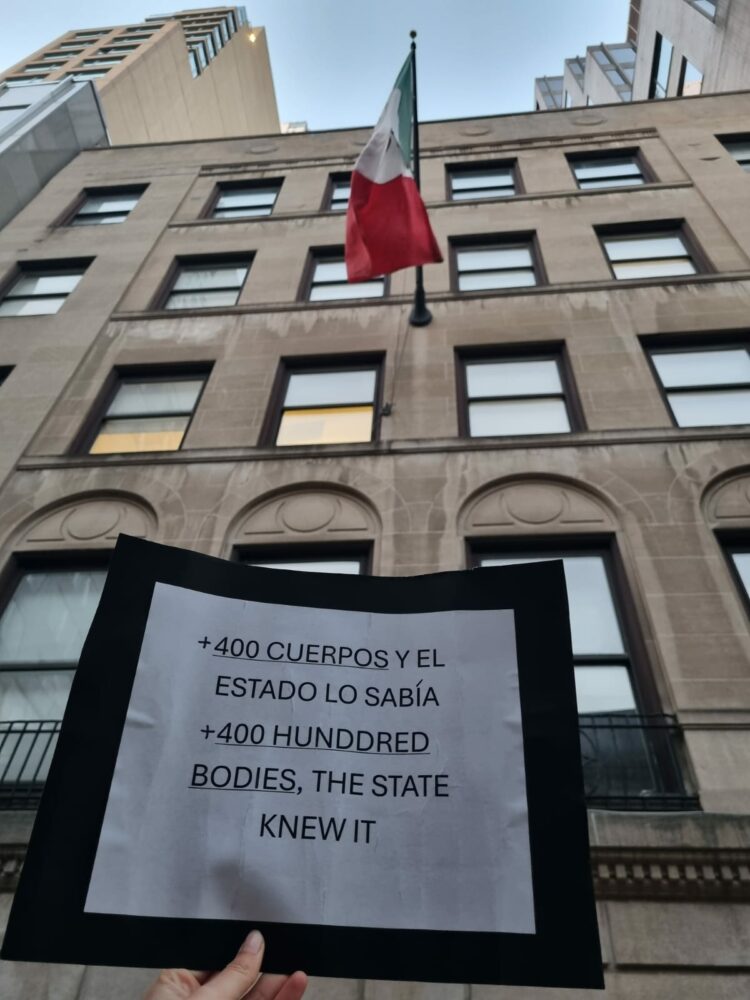 +400 CUERPOS Y EL
ESTADO LO SABÍA
+400 HUNDDRED
BODIES, THE STATE
KNEW IT